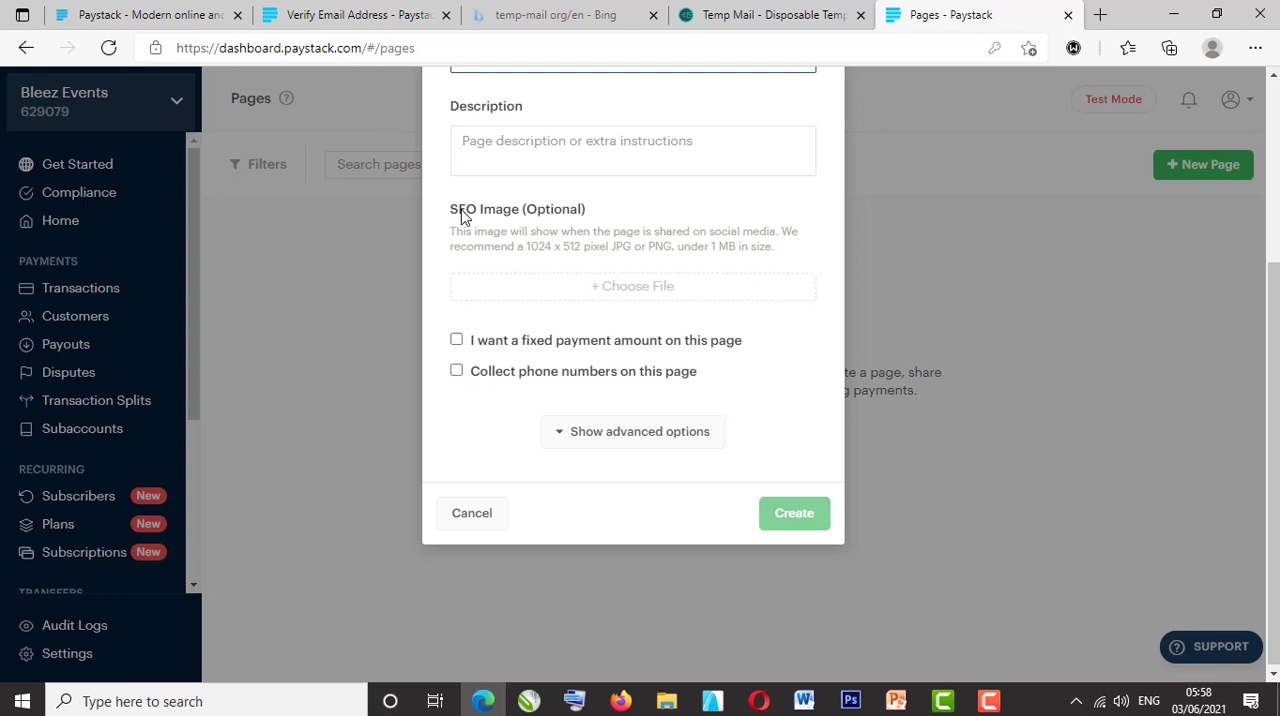 Paystack - Modern online and
Verify Email Address - Paystac
temp-mail org/en - Bing
Temp Mail - Disposable Temp
Pages - Paystack
https://dashboard.paystack.com/#/pages
Bleez Events
629079
Pages
Test Mode
Description
Page description or extra instructions
Get Started
Filters
Search pages
+ New Page
Compliance
SEO Image (Optional)
Home
This image will show when the page is shared on social media. We
recommend a 1024 x 512 pixel JPG or PNG, under 1 MB in size.
PAYMENTS
Transactions
+ Choose File
Customers
Payouts
I want a fixed payment amount on this page
Disputes
Collect phone numbers on this page
te a page, share
g payments.
Transaction Splits
Subaccounts
Show advanced options
RECURRING
Subscribers New
Plans New
Cancel
Create
Subscriptions New
TRANSFERS
Audit Logs
Settings
SUPPORT
Type here to search
ENG
05:58
03/06/2021